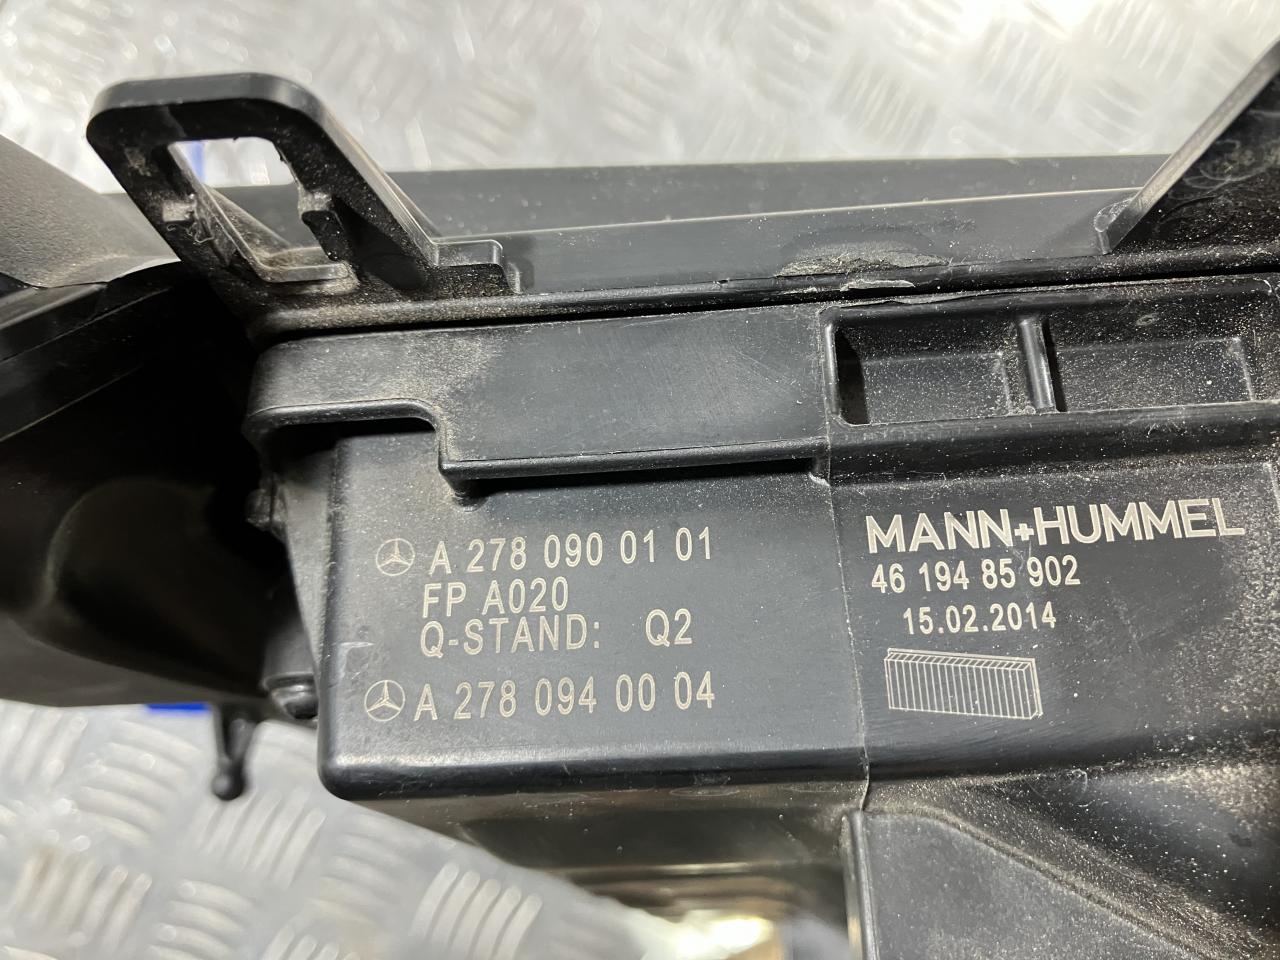 A 278 090 01 01
FP A020
Q-STAND: Q2
A 278 094 00 04
MANN+HUMMEL
46 194 85 902
15.02.2014